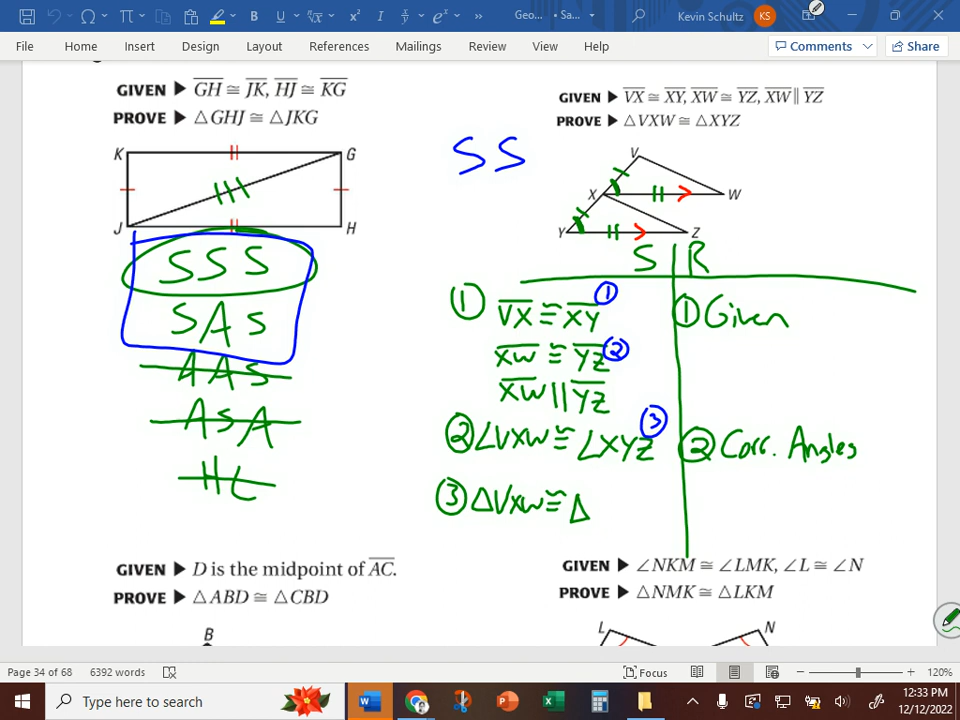 Geo... • Sa...
Kevin Schultz
KS
File Home Insert Design Layout References Mailings Review View Help
Comments
Share
GIVEN ▶ GH ≅ JK, HJ ≅ KG
PROVE ▶ △GHJ ≅ △JKG
K G
J H
SSS
SAS
AAS
ASA
HL
GIVEN ▶ VX ≅ XY, XW ≅ YZ, XW ∥ YZ
PROVE ▶ △VXW ≅ △XYZ
SS
V
X W
Y Z
S R
① VX ≅ XY ① ① Given
XW ≅ YZ ②
XW ∥ YZ
② ∠VXW ≅ ∠XYZ ③ ② Corr. Angles
③ △VXW ≅ △
GIVEN ▶ D is the midpoint of AC.
PROVE ▶ △ABD ≅ △CBD
B
GIVEN ▶ ∠NKM ≅ ∠LMK, ∠L ≅ ∠N
PROVE ▶ △NMK ≅ △LKM
L N
Page 34 of 68 6392 words
Focus
120%
Type here to search
12:33 PM
12/12/2022